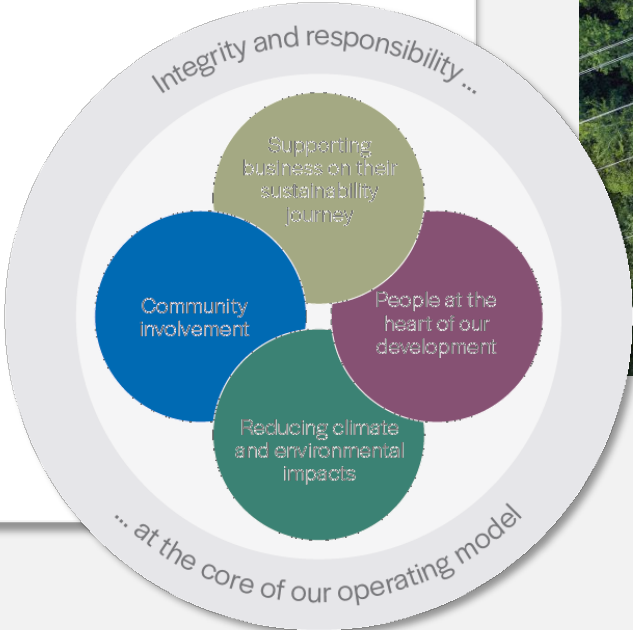 Integrity and responsibility...
Supporting
business on their
sustainability
journey
Community
involvement
People at the
heart of our
development
Reducing climate
and environmental
impacts
... at the core of our operating model